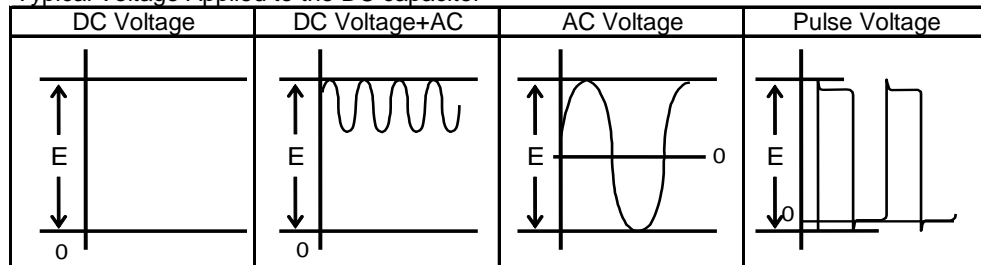 Typical Voltage Applied to the DC capacitor
DC Voltage
DC Voltage+AC
AC Voltage
Pulse Voltage
E
0
E
0
E
0
E
0